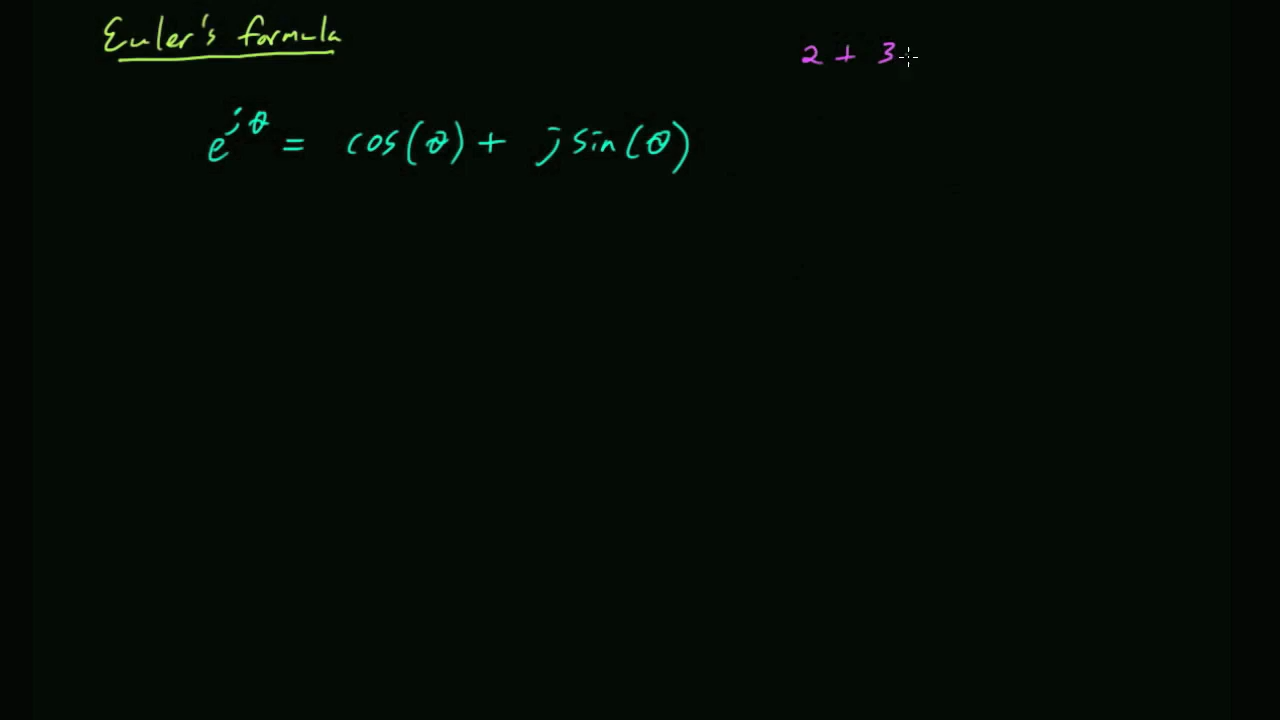 Euler's formula
2 + 3
e^{jθ} = cos(θ) + j sin(θ)